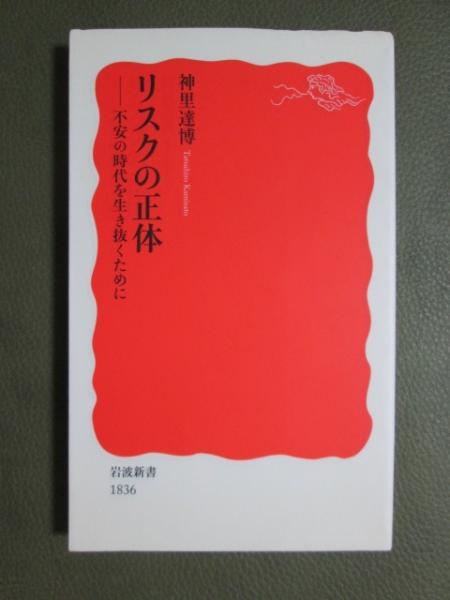 神里達博
Tatsuhiro Kamisato
リスクの正体
――不安の時代を生き抜くために
岩波新書
1836